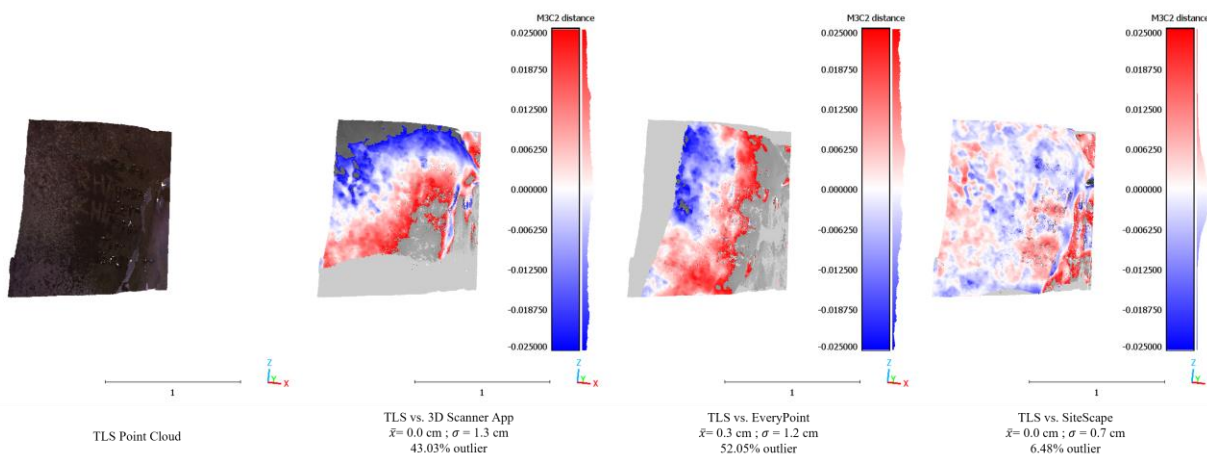 M3C2 distance
0.025000
0.018750
0.012500
0.006250
0.000000
-0.006250
-0.012500
-0.018750
-0.025000
M3C2 distance
0.025000
0.018750
0.012500
0.006250
0.000000
-0.006250
-0.012500
-0.018750
-0.025000
M3C2 distance
0.025000
0.018750
0.012500
0.006250
0.000000
-0.006250
-0.012500
-0.018750
-0.025000
Z
Y
X
1
Z
Y
X
1
Z
Y
X
1
Z
Y
X
1
TLS Point Cloud
TLS vs. 3D Scanner App
x̃= 0.0 cm ; σ = 1.3 cm
43.03% outlier
TLS vs. EveryPoint
x̃= 0.3 cm ; σ = 1.2 cm
52.05% outlier
TLS vs. SiteScape
x̃= 0.0 cm ; σ = 0.7 cm
6.48% outlier